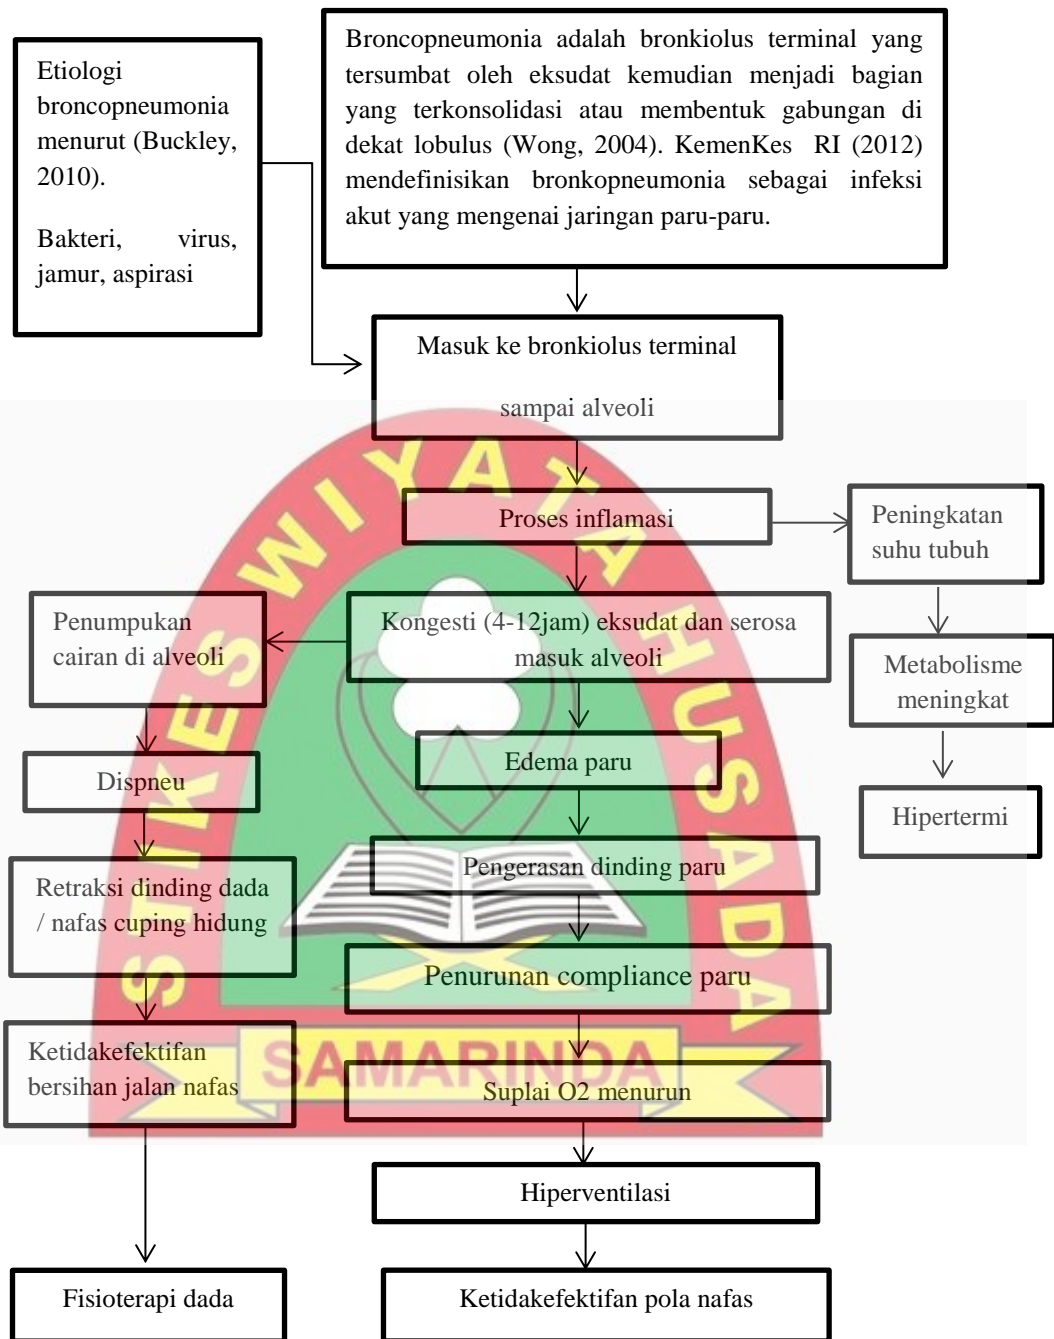 Etiologi
broncopneumonia
menurut (Buckley,
2010).
Bakteri, virus,
jamur, aspirasi
Broncopneumonia adalah bronkiolus terminal yang
tersumbat oleh eksudat kemudian menjadi bagian
yang terkonsolidasi atau membentuk gabungan di
dekat lobulus (Wong, 2004). KemenKes RI (2012)
mendefinisikan bronkopneumonia sebagai infeksi
akut yang mengenai jaringan paru-paru.
Masuk ke bronkiolus terminal
sampai alveoli
Proses inflamasi
Peningkatan
suhu tubuh
Penumpukan
cairan di alveoli
Kongesti (4-12jam) eksudat dan serosa
masuk alveoli
Metabolisme
meningkat
Dispneu
Edema paru
Hipertermi
Retraksi dinding dada
/ nafas cuping hidung
Pengerasan dinding paru
Penurunan compliance paru
Ketidakefektifan
bersihan jalan nafas
Suplai O2 menurun
Hiperventilasi
Fisioterapi dada
Ketidakefektifan pola nafas
STIKES WIYATA HUSADA
SAMARINDA